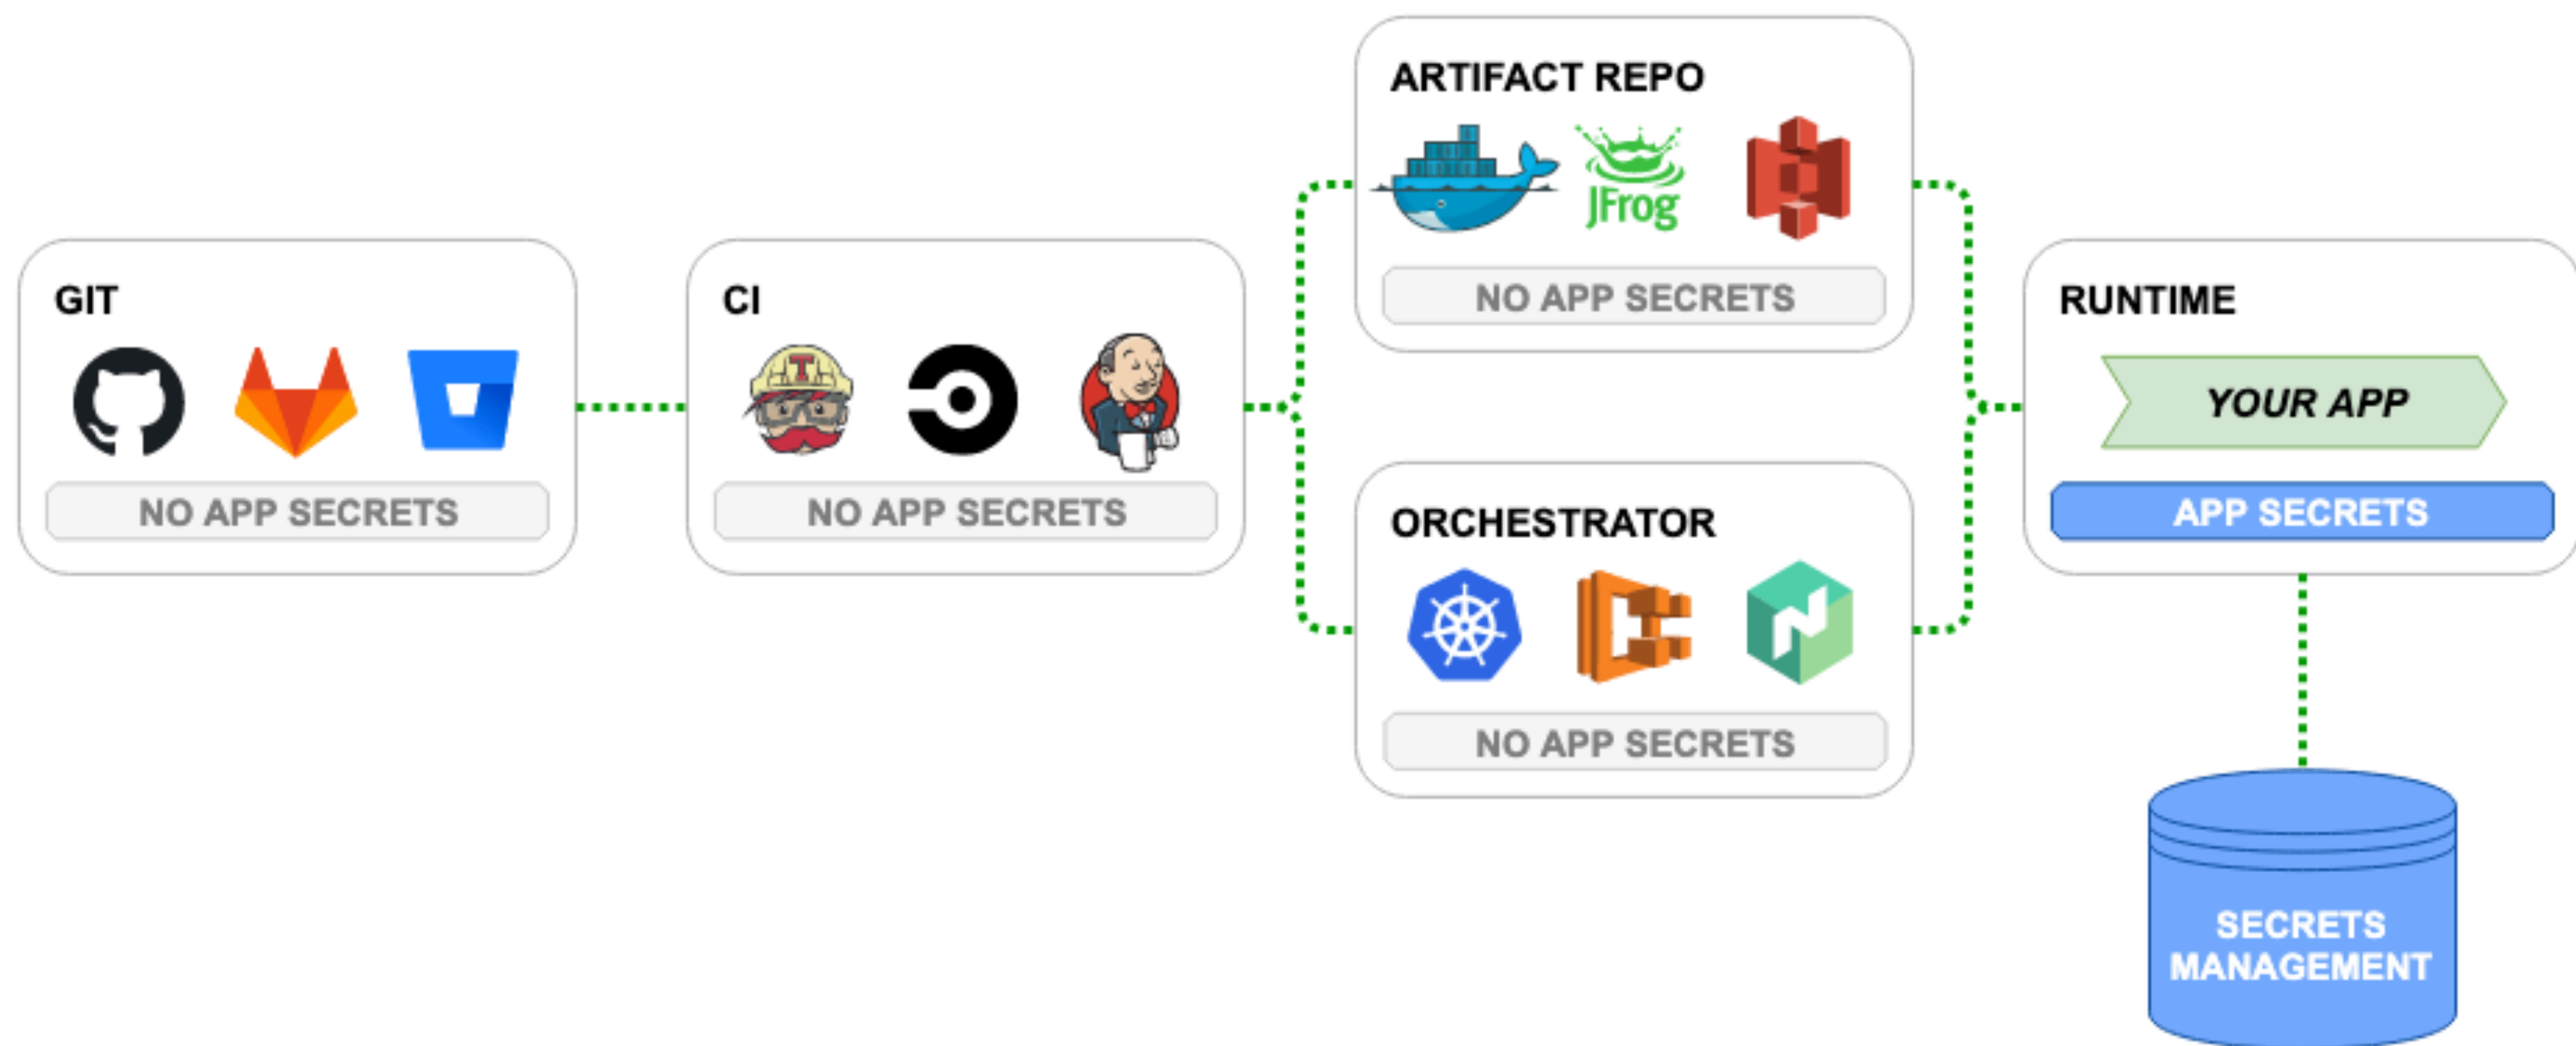 GIT
NO APP SECRETS
CI
T
NO APP SECRETS
ARTIFACT REPO
JFrog
NO APP SECRETS
ORCHESTRATOR
NO APP SECRETS
RUNTIME
YOUR APP
APP SECRETS
SECRETS
MANAGEMENT